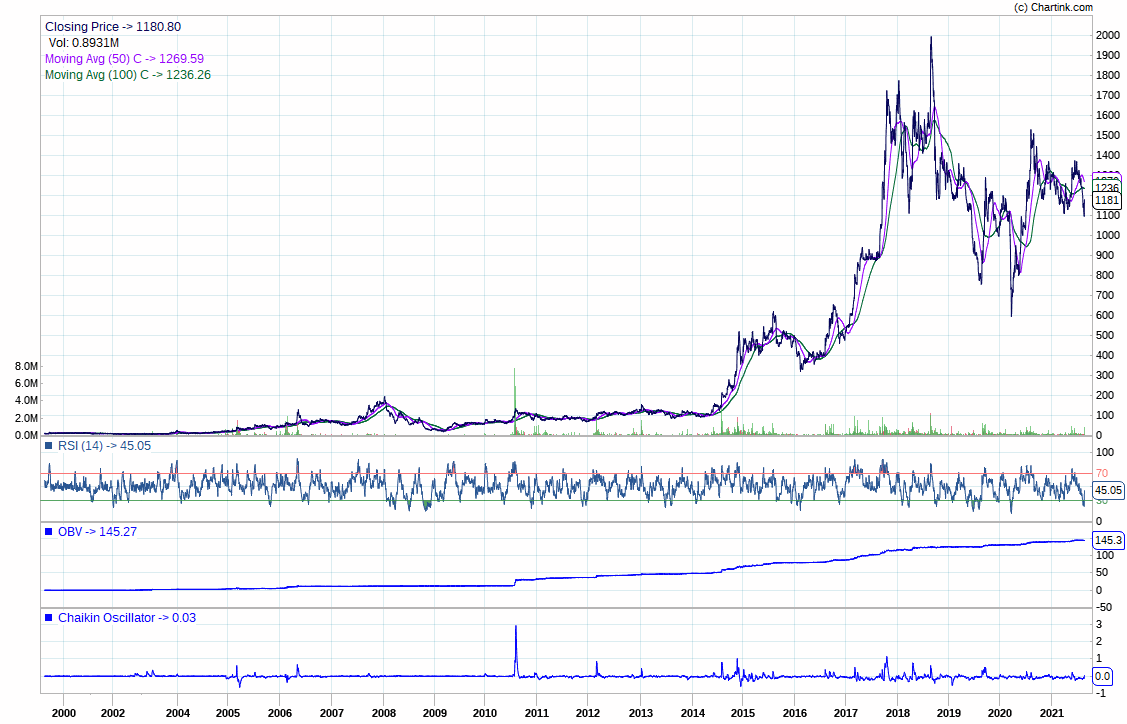 (c) Chartink.com
Closing Price -> 1180.80
Vol: 0.8931M
Moving Avg (50) C -> 1269.59
Moving Avg (100) C -> 1236.26
2000
1900
1800
1700
1600
1500
1400
1236
1181
1100
1000
900
800
700
600
500
400
300
200
100
0
8.0M
6.0M
4.0M
2.0M
0.0M
RSI (14) -> 45.05
100
70
45.05
0
OBV -> 145.27
145.3
100
50
0
-50
Chaikin Oscillator -> 0.03
3
2
1
0.0
-1
2000 2002 2004 2005 2006 2007 2008 2009 2010 2011 2012 2013 2014 2015 2016 2017 2018 2019 2020 2021